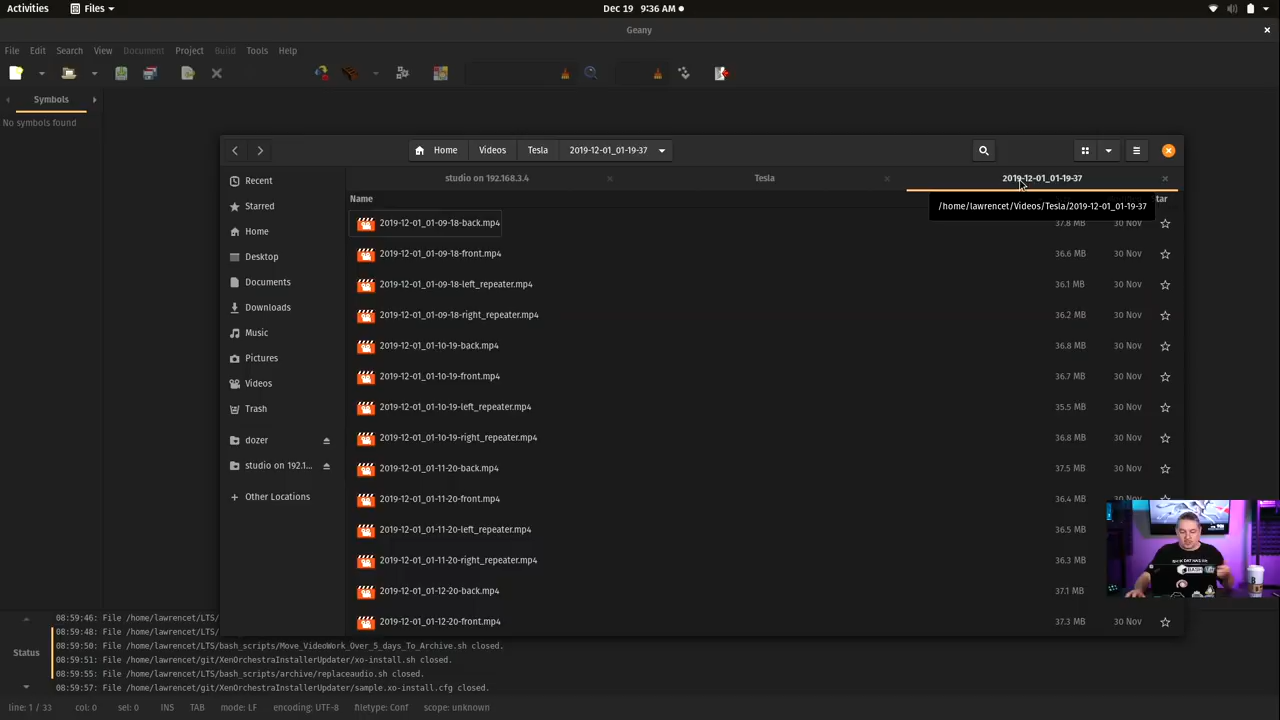 Activities
Files
Dec 19 9:36 AM
Geany
File Edit Search View Document Project Build Tools Help
Symbols
No symbols found
Home Videos Tesla 2019-12-01_01-19-37
studio on 192.168.3.4
Tesla
2019-12-01_01-19-37
Name
tar
/home/lawrencet/Videos/Tesla/2019-12-01_01-19-37
Recent
Starred
Home
Desktop
Documents
Downloads
Music
Pictures
Videos
Trash
dozer
studio on 192.1...
Other Locations
2019-12-01_01-09-18-back.mp4 37.8 MB 30 Nov
2019-12-01_01-09-18-front.mp4 36.6 MB 30 Nov
2019-12-01_01-09-18-left_repeater.mp4 36.1 MB 30 Nov
2019-12-01_01-09-18-right_repeater.mp4 36.2 MB 30 Nov
2019-12-01_01-10-19-back.mp4 36.8 MB 30 Nov
2019-12-01_01-10-19-front.mp4 36.7 MB 30 Nov
2019-12-01_01-10-19-left_repeater.mp4 35.5 MB 30 Nov
2019-12-01_01-10-19-right_repeater.mp4 36.8 MB 30 Nov
2019-12-01_01-11-20-back.mp4 37.5 MB 30 Nov
2019-12-01_01-11-20-front.mp4 36.4 MB 30 Nov
2019-12-01_01-11-20-left_repeater.mp4 36.5 MB
2019-12-01_01-11-20-right_repeater.mp4 36.3 MB
2019-12-01_01-12-20-back.mp4 37.1 MB
2019-12-01_01-12-20-front.mp4 37.3 MB 30 Nov
Status
08:59:46: File /home/lawrencet/LTS/
08:59:48: File /home/lawrencet/LTS/
08:59:50: File /home/lawrencet/LTS/bash_scripts/Move_VideoWork_Over_5_days_To_Archive.sh closed.
08:59:51: File /home/lawrencet/git/XenOrchestraInstallerUpdater/xo-install.sh closed.
08:59:55: File /home/lawrencet/LTS/bash_scripts/archive/replaceaudio.sh closed.
08:59:57: File /home/lawrencet/git/XenOrchestraInstallerUpdater/sample.xo-install.cfg closed.
line: 1 / 33 col: 0 sel: 0 INS TAB mode: LF encoding: UTF-8 filetype: Conf scope: unknown